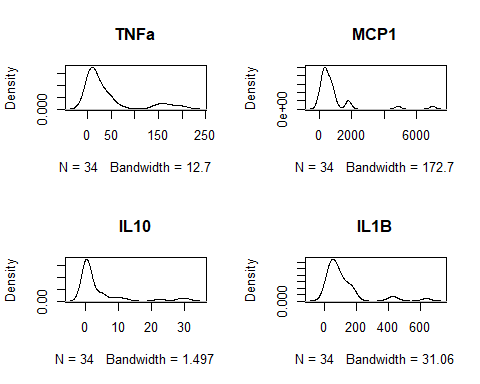 TNFa
Density
0.000
0 50 150 250
N = 34 Bandwidth = 12.7
MCP1
Density
0e+00
0 2000 6000
N = 34 Bandwidth = 172.7
IL10
Density
0.00
0 10 20 30
N = 34 Bandwidth = 1.497
IL1B
Density
0.000
0 200 400 600
N = 34 Bandwidth = 31.06